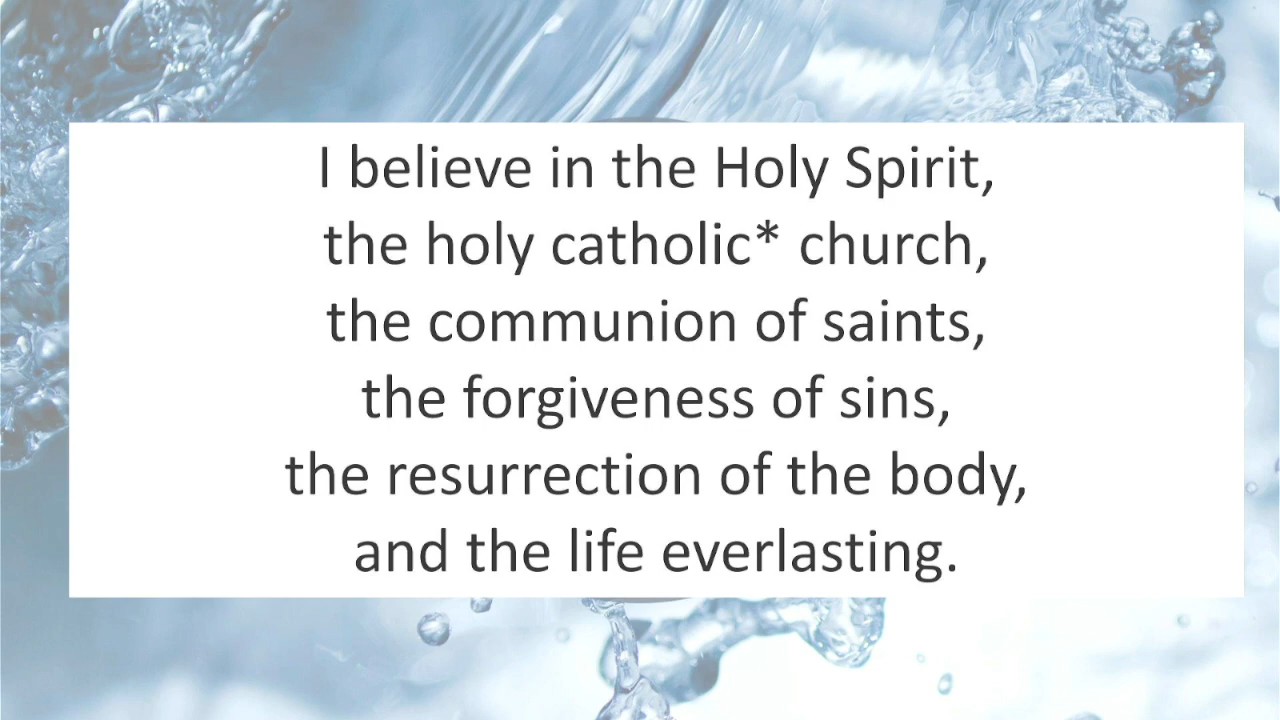 I believe in the Holy Spirit,
the holy catholic* church,
the communion of saints,
the forgiveness of sins,
the resurrection of the body,
and the life everlasting.